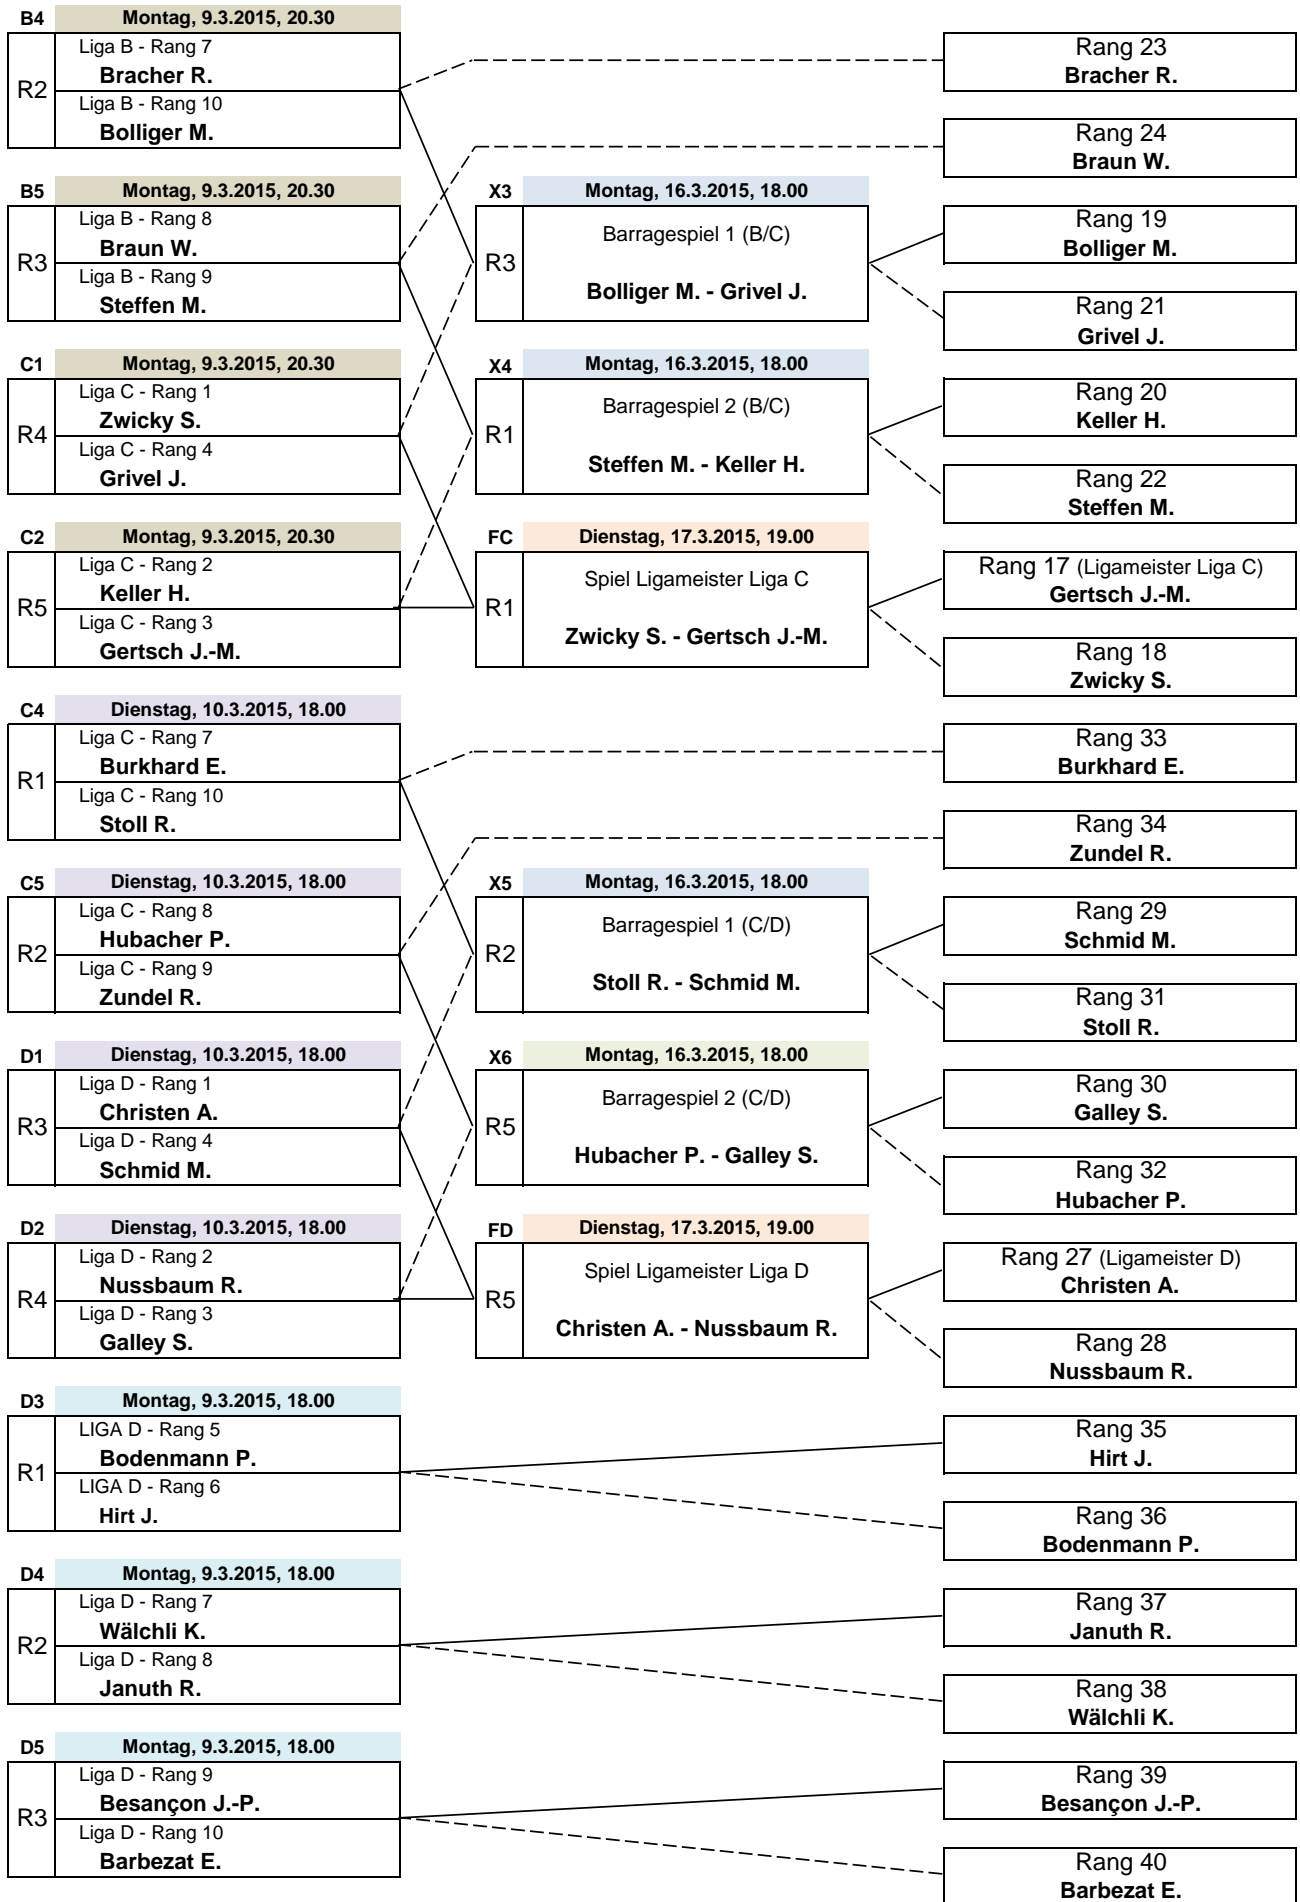 B4 Montag, 9.3.2015, 20.30
Liga B - Rang 7
R2
Bracher R.
Liga B - Rang 10
Bolliger M.
Rang 23
Bracher R.
Rang 24
Braun W.
B5 Montag, 9.3.2015, 20.30
Liga B - Rang 8
R3
Braun W.
Liga B - Rang 9
Steffen M.
X3 Montag, 16.3.2015, 18.00
R3
Barragespiel 1 (B/C)
Bolliger M. - Grivel J.
Rang 19
Bolliger M.
Rang 21
Grivel J.
C1 Montag, 9.3.2015, 20.30
Liga C - Rang 1
R4
Zwicky S.
Liga C - Rang 4
Grivel J.
X4 Montag, 16.3.2015, 18.00
R1
Barragespiel 2 (B/C)
Steffen M. - Keller H.
Rang 20
Keller H.
Rang 22
Steffen M.
C2 Montag, 9.3.2015, 20.30
Liga C - Rang 2
R5
Keller H.
Liga C - Rang 3
Gertsch J.-M.
FC Dienstag, 17.3.2015, 19.00
R1
Spiel Ligameister Liga C
Zwicky S. - Gertsch J.-M.
Rang 17 (Ligameister Liga C)
Gertsch J.-M.
Rang 18
Zwicky S.
C4 Dienstag, 10.3.2015, 18.00
Liga C - Rang 7
R1
Burkhard E.
Liga C - Rang 10
Stoll R.
Rang 33
Burkhard E.
Rang 34
Zundel R.
C5 Dienstag, 10.3.2015, 18.00
Liga C - Rang 8
R2
Hubacher P.
Liga C - Rang 9
Zundel R.
X5 Montag, 16.3.2015, 18.00
R2
Barragespiel 1 (C/D)
Stoll R. - Schmid M.
Rang 29
Schmid M.
Rang 31
Stoll R.
D1 Dienstag, 10.3.2015, 18.00
Liga D - Rang 1
R3
Christen A.
Liga D - Rang 4
Schmid M.
X6 Montag, 16.3.2015, 18.00
R5
Barragespiel 2 (C/D)
Hubacher P. - Galley S.
Rang 30
Galley S.
Rang 32
Hubacher P.
D2 Dienstag, 10.3.2015, 18.00
Liga D - Rang 2
R4
Nussbaum R.
Liga D - Rang 3
Galley S.
FD Dienstag, 17.3.2015, 19.00
R5
Spiel Ligameister Liga D
Christen A. - Nussbaum R.
Rang 27 (Ligameister D)
Christen A.
Rang 28
Nussbaum R.
D3 Montag, 9.3.2015, 18.00
LIGA D - Rang 5
R1
Bodenmann P.
LIGA D - Rang 6
Hirt J.
Rang 35
Hirt J.
Rang 36
Bodenmann P.
D4 Montag, 9.3.2015, 18.00
Liga D - Rang 7
R2
Wälchli K.
Liga D - Rang 8
Januth R.
Rang 37
Januth R.
Rang 38
Wälchli K.
D5 Montag, 9.3.2015, 18.00
Liga D - Rang 9
R3
Besançon J.-P.
Liga D - Rang 10
Barbezat E.
Rang 39
Besançon J.-P.
Rang 40
Barbezat E.